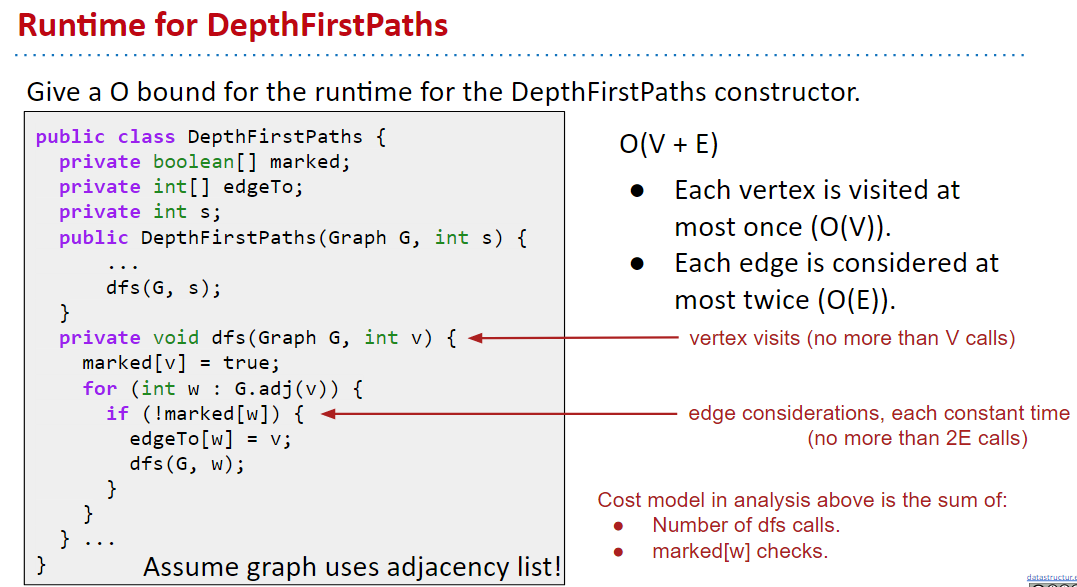 Runtime for DepthFirstPaths
Give a O bound for the runtime for the DepthFirstPaths constructor.
public class DepthFirstPaths {
  private boolean[] marked;
  private int[] edgeTo;
  private int s;
  public DepthFirstPaths(Graph G, int s) {
      ...
      dfs(G, s);
  }
  private void dfs(Graph G, int v) {
    marked[v] = true;
    for (int w : G.adj(v)) {
      if (!marked[w]) {
        edgeTo[w] = v;
        dfs(G, w);
      }
    }
  } ...
}
Assume graph uses adjacency list!
O(V + E)
● Each vertex is visited at
most once (O(V)).
● Each edge is considered at
most twice (O(E)).
vertex visits (no more than V calls)
edge considerations, each constant time
(no more than 2E calls)
Cost model in analysis above is the sum of:
● Number of dfs calls.
● marked[w] checks.